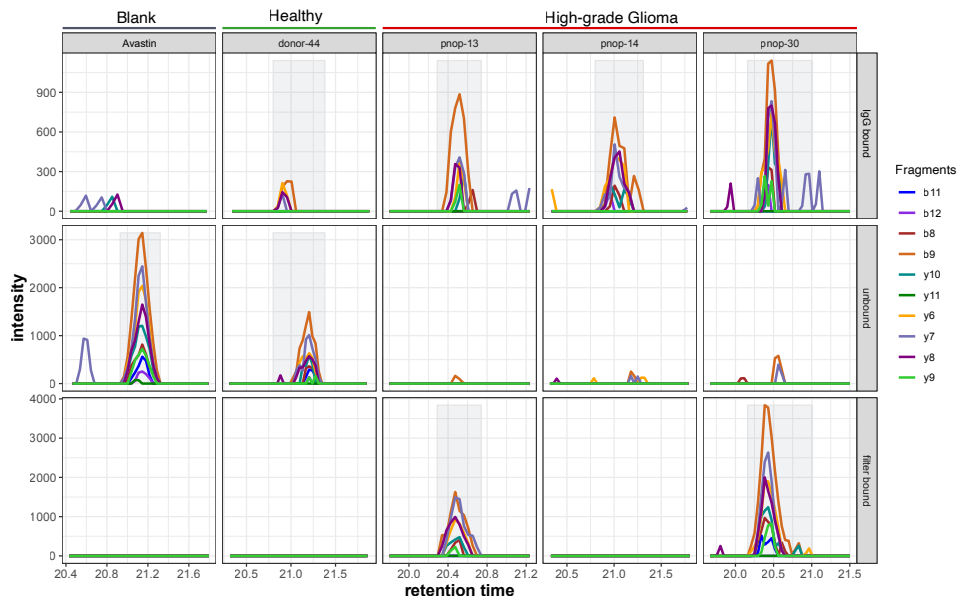 Blank Healthy High-grade Glioma
Avastin donor-44 pnop-13 pnop-14 pnop-30
900
600
300
0
IgG bound
3000
2000
1000
0
unbound
4000
3000
2000
1000
0
filter bound
intensity
20.4 20.8 21.2 21.6 21.0 21.5 20.0 20.4 20.8 21.2 20.5 21.0 21.5 20.0 20.5 21.0 21.5
retention time
Fragments
b11
b12
b8
b9
y10
y11
y6
y7
y8
y9